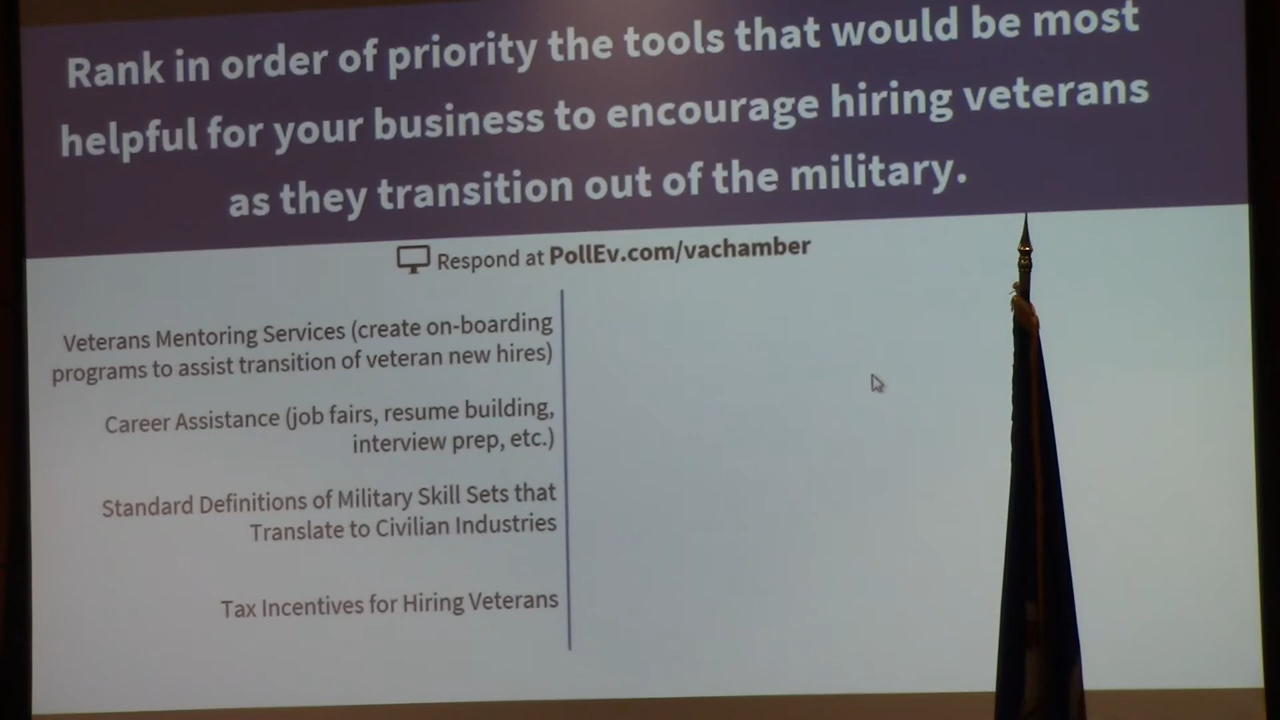 Rank in order of priority the tools that would be most
helpful for your business to encourage hiring veterans
as they transition out of the military.
Respond at PollEv.com/vachamber
Veterans Mentoring Services (create on-boarding
programs to assist transition of veteran new hires)
Career Assistance (job fairs, resume building,
interview prep, etc.)
Standard Definitions of Military Skill Sets that
Translate to Civilian Industries
Tax Incentives for Hiring Veterans